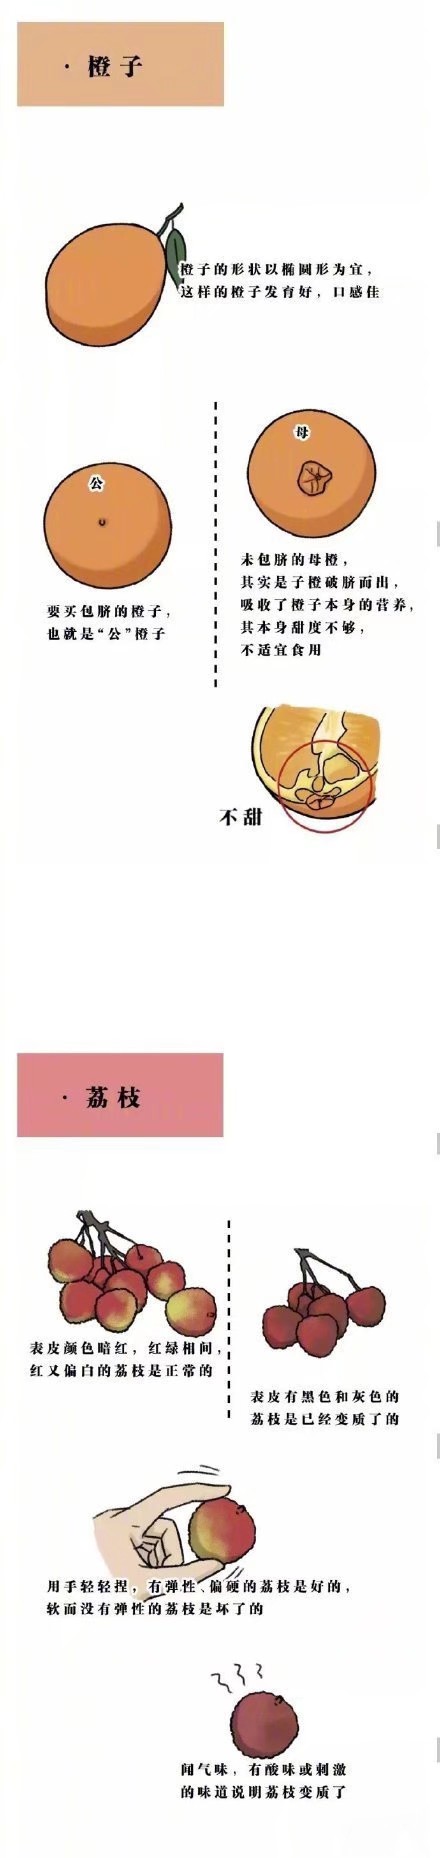 · 橙子
橙子的形状以椭圆形为宜，
这样的橙子发育好，口感佳
公
要买包脐的橙子，
也就是“公”橙子
母
未包脐的母橙，
其实是子橙破脐而出，
吸收了橙子本身的营养，
其本身甜度不够，
不适宜食用
不甜
· 荔枝
表皮颜色暗红，红绿相间，
红又偏白的荔枝是正常的
表皮有黑色和灰色的
荔枝是已经变质了的
用手轻轻捏，有弹性、偏硬的荔枝是好的，
软而没有弹性的荔枝是坏了的
闻气味，有酸味或刺激
的味道说明荔枝变质了